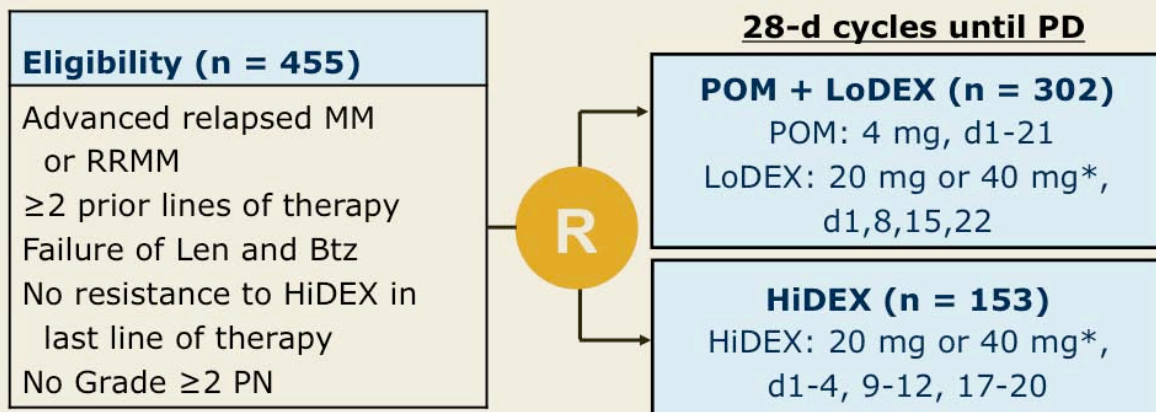 Eligibility (n = 455)
Advanced relapsed MM
or RRMM
≥2 prior lines of therapy
Failure of Len and Btz
No resistance to HiDEX in
last line of therapy
No Grade ≥2 PN
R
28-d cycles until PD
POM + LoDEX (n = 302)
POM: 4 mg, d1-21
LoDEX: 20 mg or 40 mg*,
d1,8,15,22
HiDEX (n = 153)
HiDEX: 20 mg or 40 mg*,
d1-4, 9-12, 17-20